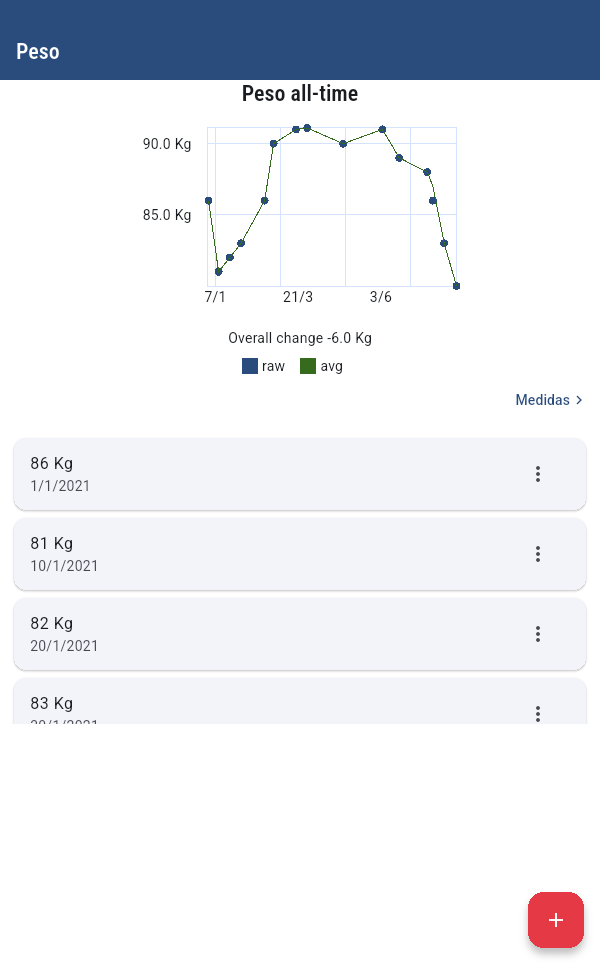 Peso
Peso all-time
90.0 Kg
85.0 Kg
7/1
21/3
3/6
Overall change -6.0 Kg
raw
avg
Medidas
86 Kg
1/1/2021
81 Kg
10/1/2021
82 Kg
20/1/2021
83 Kg